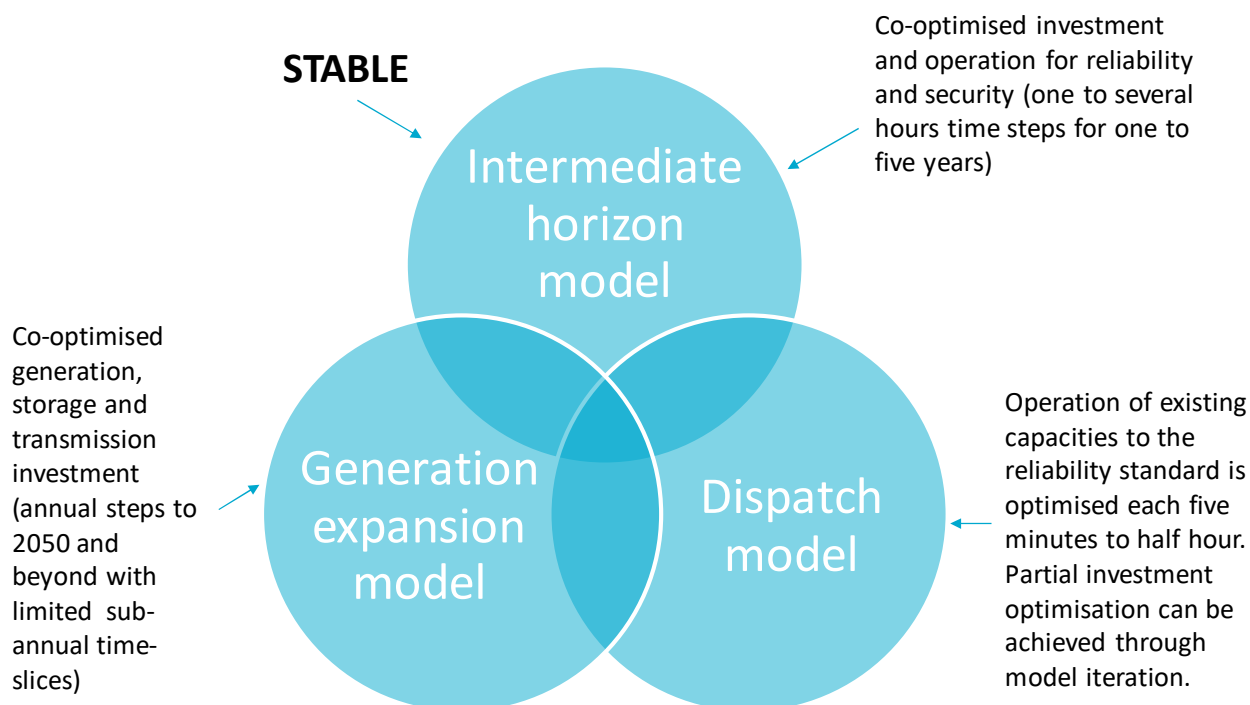 STABLE
Co-optimised investment
and operation for reliability
and security (one to several
hours time steps for one to
five years)
Intermediate
horizon
model
Co-optimised
generation,
storage and
transmission
investment
(annual steps to
2050 and
beyond with
limited sub-
annual time-
slices)
Generation
expansion
model
Dispatch
model
Operation of existing
capacities to the
reliability standard is
optimised each five
minutes to half hour.
Partial investment
optimisation can be
achieved through
model iteration.